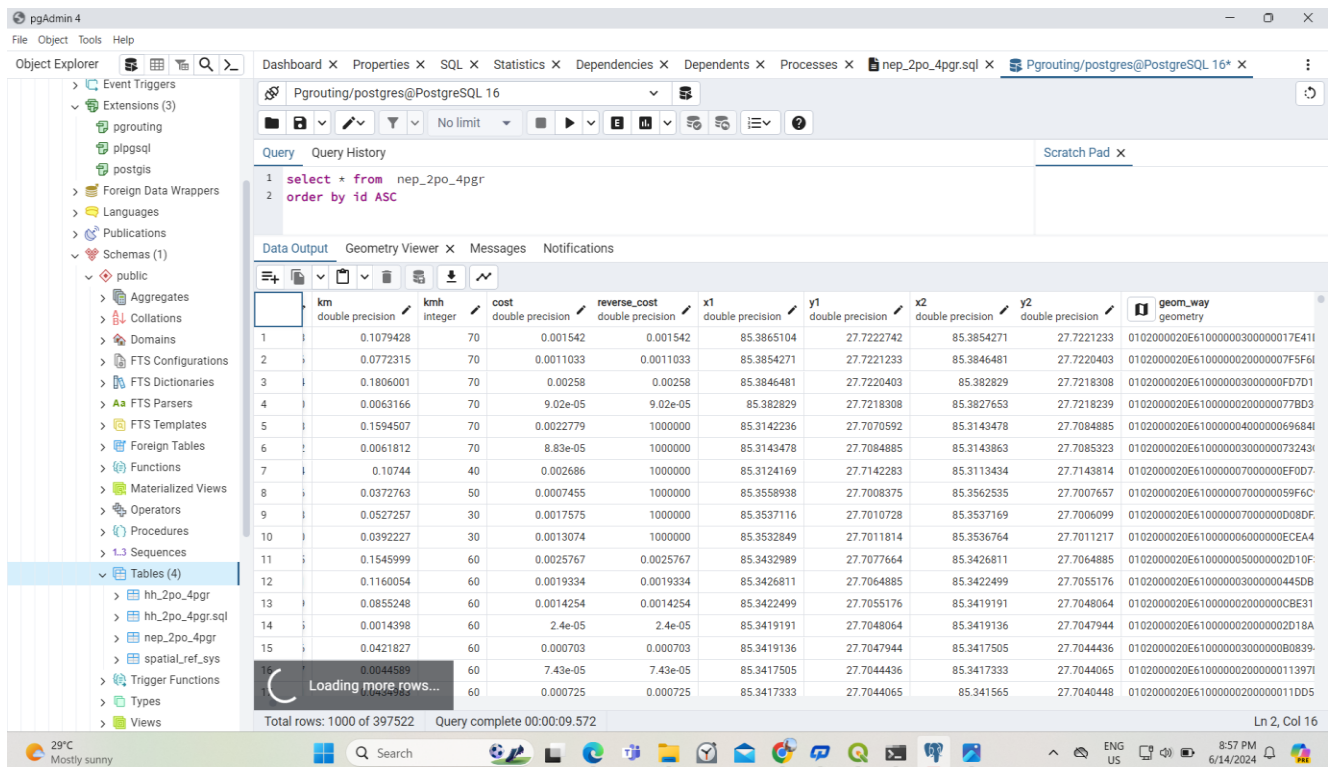 pgAdmin 4
File Object Tools Help
Object Explorer
Dashboard Properties SQL Statistics Dependencies Dependents Processes nep_2po_4pgr.sql Pgrouting/postgres@PostgreSQL 16*
Event Triggers
Extensions (3)
pgrouting
plpgsql
postgis
Foreign Data Wrappers
Languages
Publications
Schemas (1)
public
Aggregates
Collations
Domains
FTS Configurations
FTS Dictionaries
Aa FTS Parsers
FTS Templates
Foreign Tables
Functions
Materialized Views
Operators
Procedures
1..3 Sequences
Tables (4)
hh_2po_4pgr
hh_2po_4pgr.sql
nep_2po_4pgr
spatial_ref_sys
Trigger Functions
Types
Views
Pgrouting/postgres@PostgreSQL 16
No limit
Query Query History
Scratch Pad
1 select * from nep_2po_4pgr
2 order by id ASC
Data Output Geometry Viewer Messages Notifications
km kmh cost reverse_cost x1 y1 x2 y2 geom_way
double precision integer double precision double precision double precision double precision double precision double precision geometry
1 0.1079428 70 0.001542 0.001542 85.3865104 27.7222742 85.3854271 27.7221233 0102000020E61000000300000017E41
2 0.0772315 70 0.0011033 0.0011033 85.3854271 27.7221233 85.3846481 27.7220403 0102000020E6100000020000007F5F6
3 0.1806001 70 0.00258 0.00258 85.3846481 27.7220403 85.382829 27.7218308 0102000020E610000003000000FD7D1
4 0.0063166 70 9.02e-05 9.02e-05 85.382829 27.7218308 85.3827653 27.7218239 0102000020E61000000200000077BD3
5 0.1594507 70 0.0022779 1000000 85.3142236 27.7070592 85.3143478 27.7084885 0102000020E61000000400000069684
6 0.0061812 70 8.83e-05 1000000 85.3143478 27.7084885 85.3143863 27.7085323 0102000020E61000000300000073243
7 0.10744 40 0.002686 1000000 85.3124169 27.7142283 85.3113434 27.7143814 0102000020E610000007000000EF0D7
8 0.0372763 50 0.0007455 1000000 85.3558938 27.7008375 85.3562535 27.7007657 0102000020E61000000700000059F6C
9 0.0527257 30 0.0017575 1000000 85.3537116 27.7010728 85.3537169 27.7006099 0102000020E610000007000000D08DF
10 0.0392227 30 0.0013074 1000000 85.3532849 27.7011814 85.3536764 27.7011217 0102000020E610000006000000ECEA4
11 0.1545999 60 0.0025767 0.0025767 85.3432989 27.7077664 85.3426811 27.7064885 0102000020E6100000050000002D10F
12 0.1160054 60 0.0019334 0.0019334 85.3426811 27.7064885 85.3422499 27.7055176 0102000020E610000003000000445DB
13 0.0855248 60 0.0014254 0.0014254 85.3422499 27.7055176 85.3419191 27.7048064 0102000020E610000002000000CBE31
14 0.0014398 60 2.4e-05 2.4e-05 85.3419191 27.7048064 85.3419136 27.7047944 0102000020E6100000020000002D18A
15 0.0421827 60 0.000703 0.000703 85.3419136 27.7047944 85.3417505 27.7044436 0102000020E610000003000000B0839
16 0.0044589 60 7.43e-05 7.43e-05 85.3417505 27.7044436 85.3417333 27.7044065 0102000020E61000000200000011397
60 0.000725 0.000725 85.3417333 27.7044065 85.341565 27.7040448 0102000020E61000000200000011DD5
Loading more rows...
Total rows: 1000 of 397522 Query complete 00:00:09.572 Ln 2, Col 16
29°C
Mostly sunny
Search
ENG
US
8:57 PM
6/14/2024
PRE